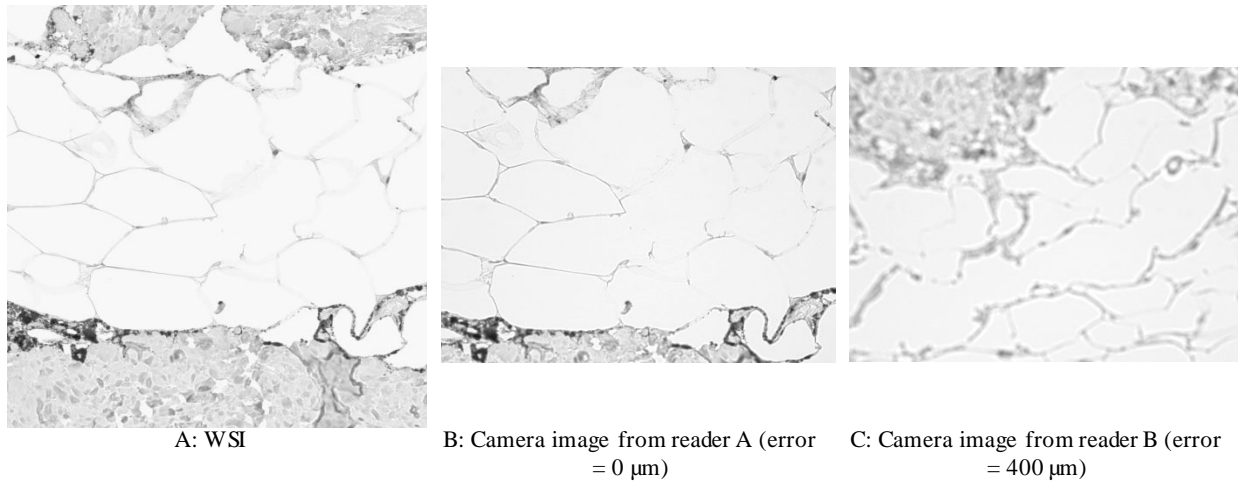 A: WSI
B: Camera image from reader A (error
= 0 µm)
C: Camera image from reader B (error
= 400 µm)